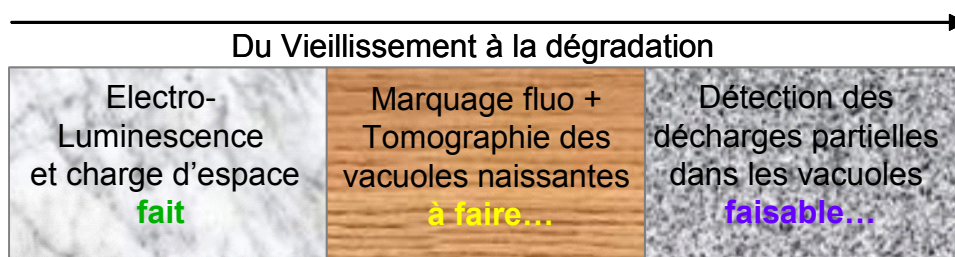 Du Vieillissement à la dégradation
Electro-
Luminescence
et charge d'espace
fait
Marquage fluo +
Tomographie des
vacuoles naissantes
à faire…
Détection des
décharges partielles
dans les vacuoles
faisable…